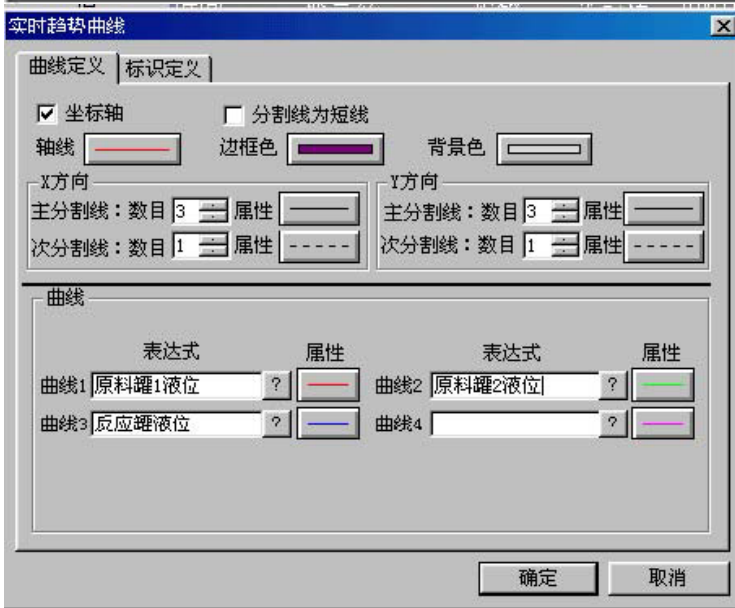 实时趋势曲线
曲线定义 标识定义
坐标轴 分割线为短线
轴线 边框色 背景色
X方向 Y方向
主分割线：数目 3 属性 主分割线：数目 3 属性
次分割线：数目 1 属性 次分割线：数目 1 属性
曲线
表达式 属性 表达式 属性
曲线1 原料罐1液位 ? 曲线2 原料罐2液位 ?
曲线3 反应罐液位 ? 曲线4 ?
确定 取消